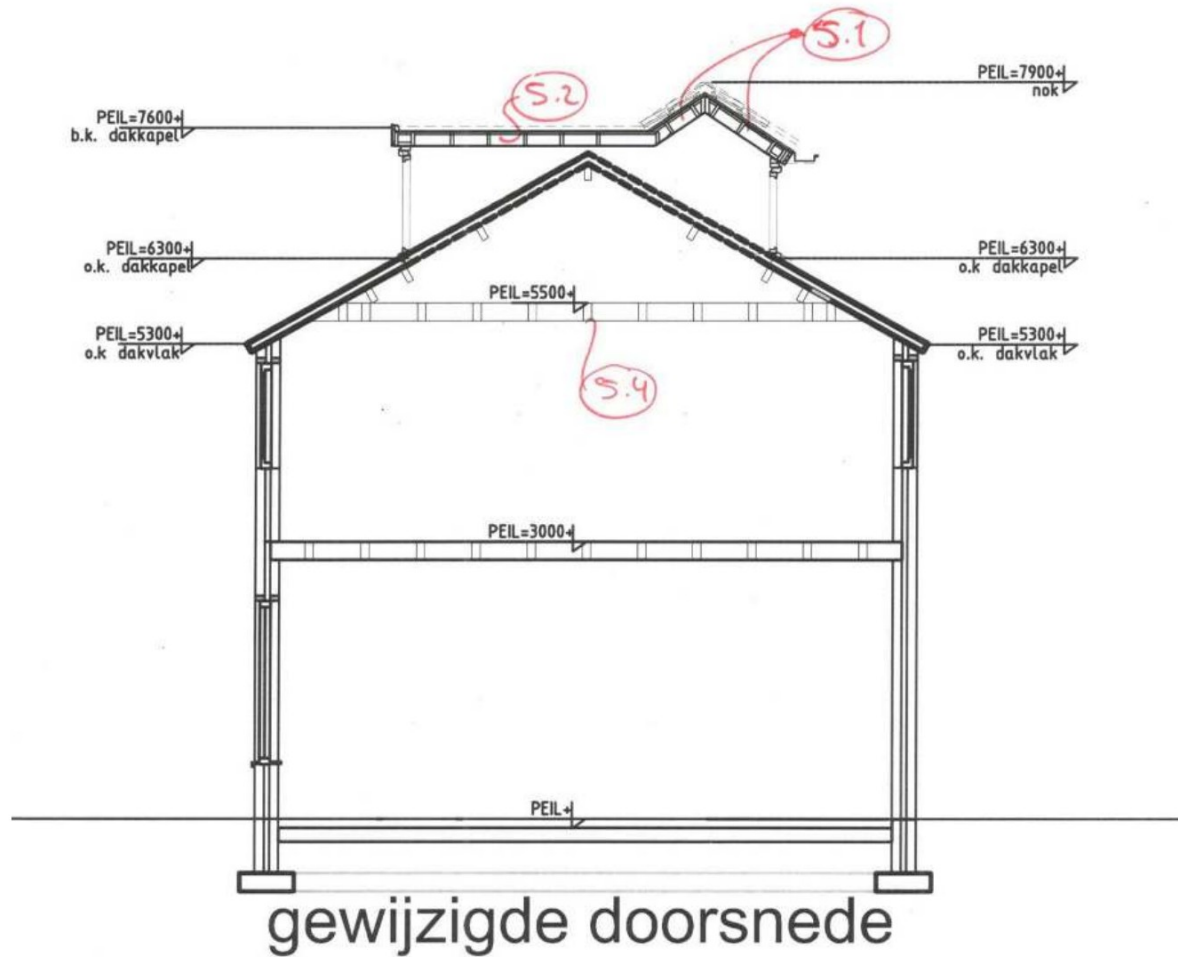 5.1
PEIL=7900+
nok
5.2
PEIL=7600+
b.k. dakkapel
PEIL=6300+
o.k. dakkapel
PEIL=6300+
o.k dakkapel
PEIL=5500+
PEIL=5300+
o.k dakvlak
PEIL=5300+
o.k. dakvlak
5.4
PEIL=3000+
PEIL+
gewijzigde doorsnede